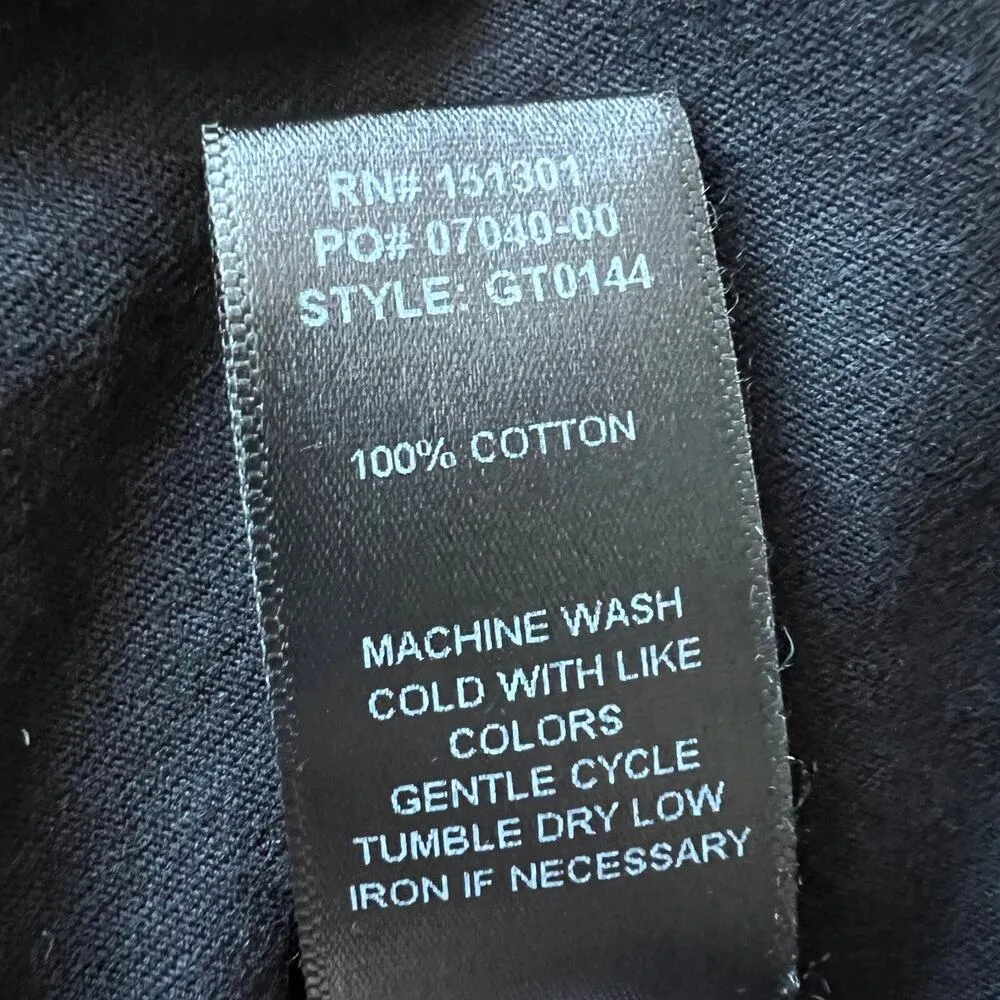 RN# 151301
PO# 07040-00
STYLE: GT0144
100% COTTON
MACHINE WASH
COLD WITH LIKE
COLORS
GENTLE CYCLE
TUMBLE DRY LOW
IRON IF NECESSARY